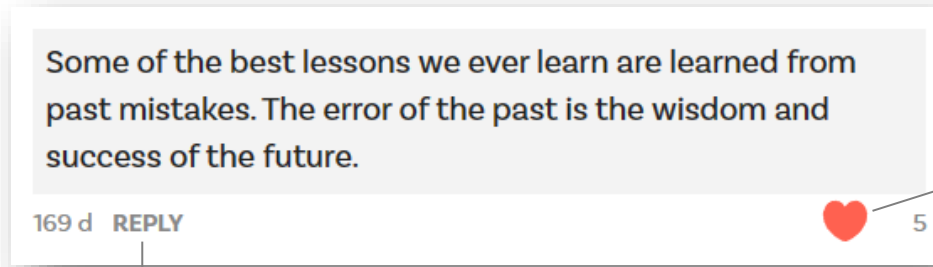 Some of the best lessons we ever learn are learned from
past mistakes. The error of the past is the wisdom and
success of the future.
169 d REPLY 5